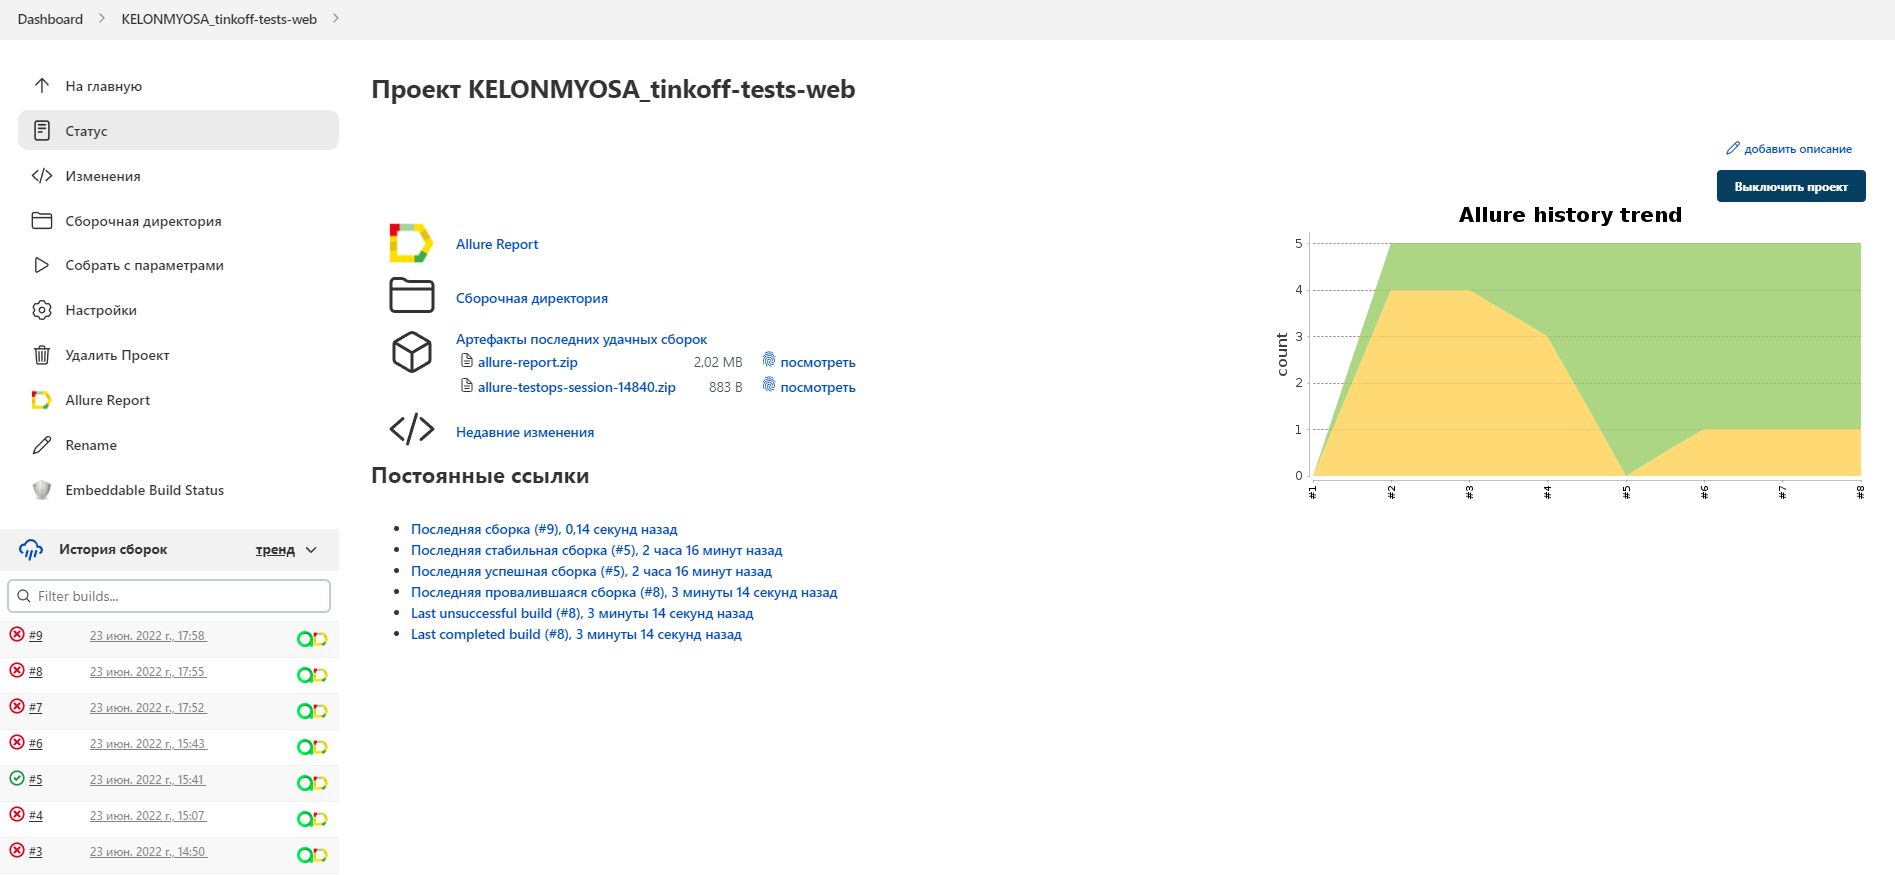 Dashboard
KELONMYOSA_tinkoff-tests-web
На главную
Статус
Изменения
Сборочная директория
Собрать с параметрами
Настройки
Удалить Проект
Allure Report
Rename
Embeddable Build Status
История сборок
тренд
Filter builds...
#9 23 июн. 2022 г., 17:58
#8 23 июн. 2022 г., 17:55
#7 23 июн. 2022 г., 17:52
#6 23 июн. 2022 г., 15:43
#5 23 июн. 2022 г., 15:41
#4 23 июн. 2022 г., 15:07
#3 23 июн. 2022 г., 14:50
Проект KELONMYOSA_tinkoff-tests-web
добавить описание
Выключить проект
Allure Report
Сборочная директория
Артефакты последних удачных сборок
allure-report.zip 2,02 MB посмотреть
allure-testops-session-14840.zip 883 B посмотреть
Недавние изменения
Постоянные ссылки
Последняя сборка (#9), 0,14 секунд назад
Последняя стабильная сборка (#5), 2 часа 16 минут назад
Последняя успешная сборка (#5), 2 часа 16 минут назад
Последняя провалившаяся сборка (#8), 3 минуты 14 секунд назад
Last unsuccessful build (#8), 3 минуты 14 секунд назад
Last completed build (#8), 3 минуты 14 секунд назад
Allure history trend
count
5
4
3
2
1
0
#1
#2
#3
#4
#5
#6
#7
#8